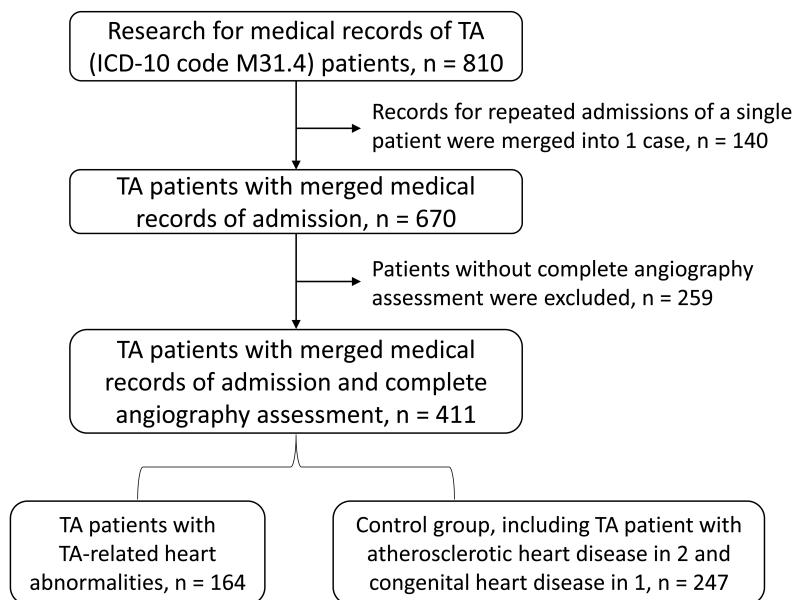 Research for medical records of TA
(ICD-10 code M31.4) patients, n = 810
Records for repeated admissions of a single
patient were merged into 1 case, n = 140
TA patients with merged medical
records of admission, n = 670
Patients without complete angiography
assessment were excluded, n = 259
TA patients with merged medical
records of admission and complete
angiography assessment, n = 411
TA patients with
TA-related heart
abnormalities, n = 164
Control group, including TA patient with
atherosclerotic heart disease in 2 and
congenital heart disease in 1, n = 247